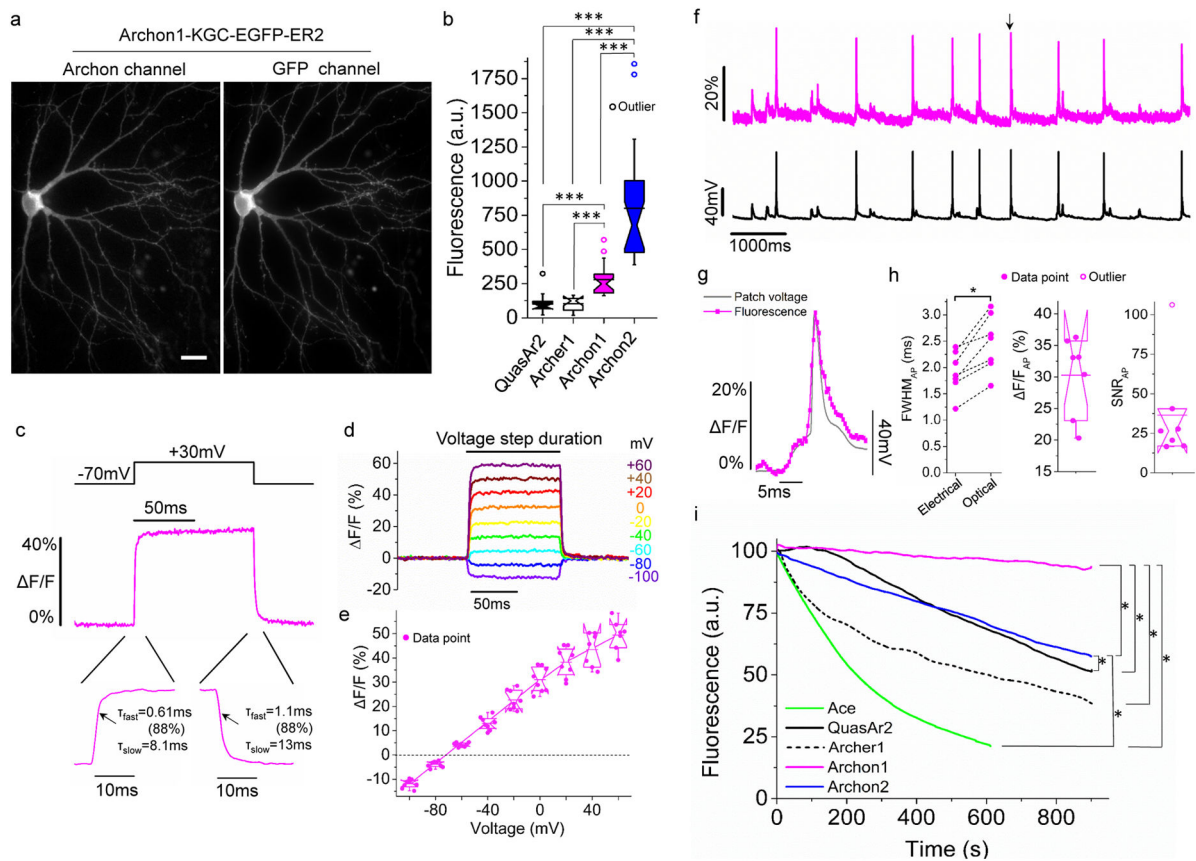 a
Archon1-KGC-EGFP-ER2
Archon channel
GFP channel
b
***
***
***
***
***
Outlier
Fluorescence (a.u.)
1750
1500
1250
1000
750
500
250
0
QuasAr2
Archer1
Archon1
Archon2
c
+30mV
-70mV
50ms
40%
ΔF/F
0%
τfast=0.61ms
(88%)
τslow=8.1ms
10ms
τfast=1.1ms
(88%)
τslow=13ms
10ms
d
Voltage step duration
mV
+60
+40
+20
0
-20
-40
-60
-80
-100
ΔF/F (%)
60
40
20
0
-20
50ms
e
Data point
ΔF/F (%)
50
40
30
20
10
0
-10
-80
-40
0
40
Voltage (mV)
f
20%
40mV
1000ms
g
Patch voltage
Fluorescence
20%
ΔF/F
0%
40mV
5ms
h
Data point
Outlier
*
FWHMAP (ms)
3.0
2.5
2.0
1.5
1.0
0.5
0.0
Electrical
Optical
ΔF/FAP (%)
40
35
30
25
20
15
SNRAP
100
75
50
25
0
i
Fluorescence (a.u.)
100
75
50
25
0
Ace
QuasAr2
Archer1
Archon1
Archon2
*
*
*
*
*
*
0
200
400
600
800
Time (s)